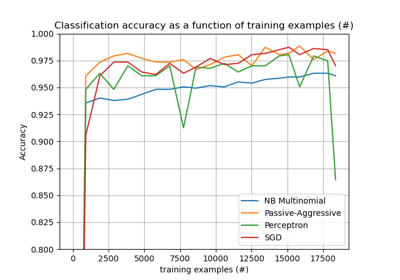 Classification accuracy as a function of training examples (#)
1.000
0.975
0.950
0.925
0.900
0.875
0.850
0.825
0.800
Accuracy
NB Multinomial
Passive-Aggressive
Perceptron
SGD
0 2500 5000 7500 10000 12500 15000 17500
training examples (#)